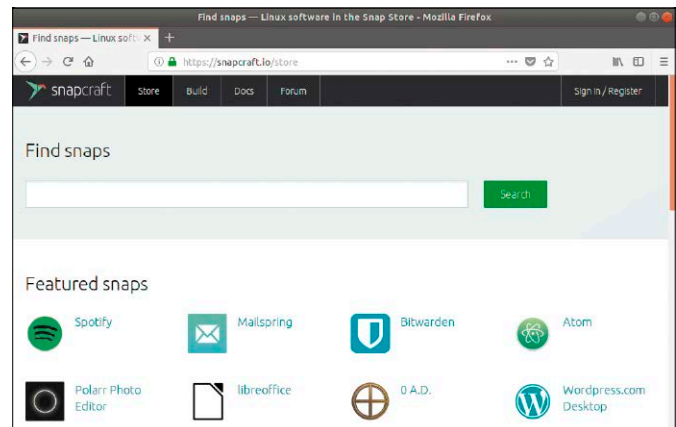 Find snaps — Linux software in the Snap Store - Mozilla Firefox
Find snaps — Linux soft
https://snapcraft.io/store
snapcraft Store Build Docs Forum Sign in / Register
Find snaps
Search
Featured snaps
Spotify Mailspring Bitwarden Atom
Polarr Photo Editor libreoffice 0 A.D. Wordpress.com Desktop